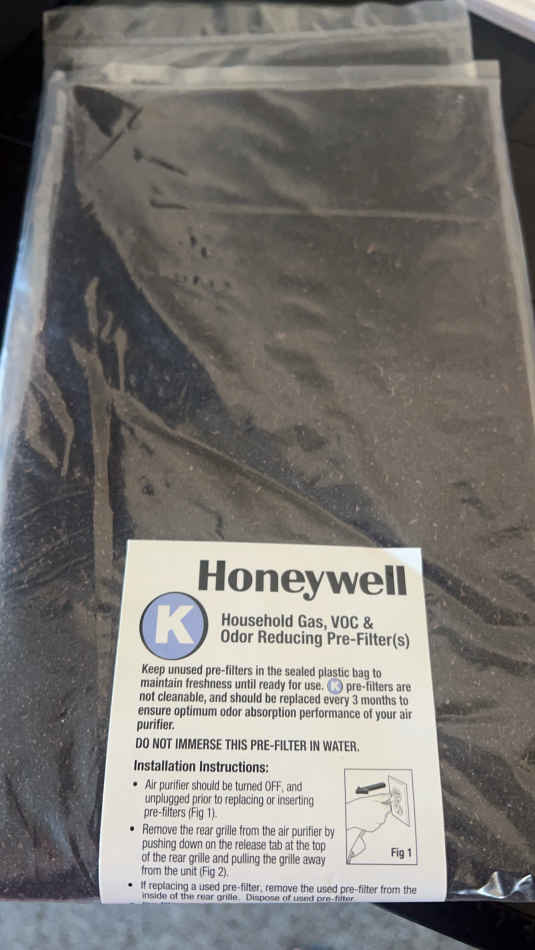 Honeywell
K
Household Gas, VOC &
Odor Reducing Pre-Filter(s)
Keep unused pre-filters in the sealed plastic bag to
maintain freshness until ready for use. K pre-filters are
not cleanable, and should be replaced every 3 months to
ensure optimum odor absorption performance of your air
purifier.
DO NOT IMMERSE THIS PRE-FILTER IN WATER.
Installation Instructions:
• Air purifier should be turned OFF, and
unplugged prior to replacing or inserting
pre-filters (Fig 1).
Fig 1
• Remove the rear grille from the air purifier by
pushing down on the release tab at the top
of the rear grille and pulling the grille away
from the unit (Fig 2).
• If replacing a used pre-filter, remove the used pre-filter from the
inside of the rear grille. Dispose of used pre-filter